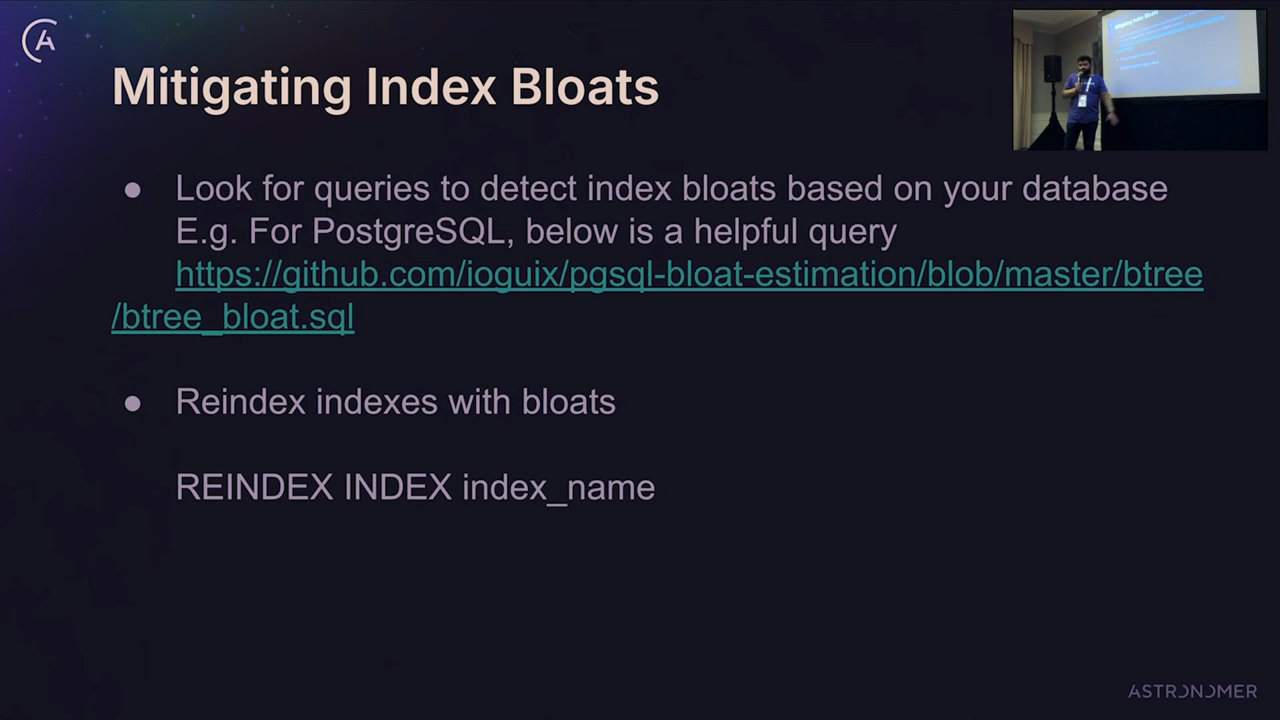 Mitigating Index Bloats
● Look for queries to detect index bloats based on your database
E.g. For PostgreSQL, below is a helpful query
https://github.com/ioguix/pgsql-bloat-estimation/blob/master/btree
/btree_bloat.sql
● Reindex indexes with bloats
REINDEX INDEX index_name
ASTRONOMER